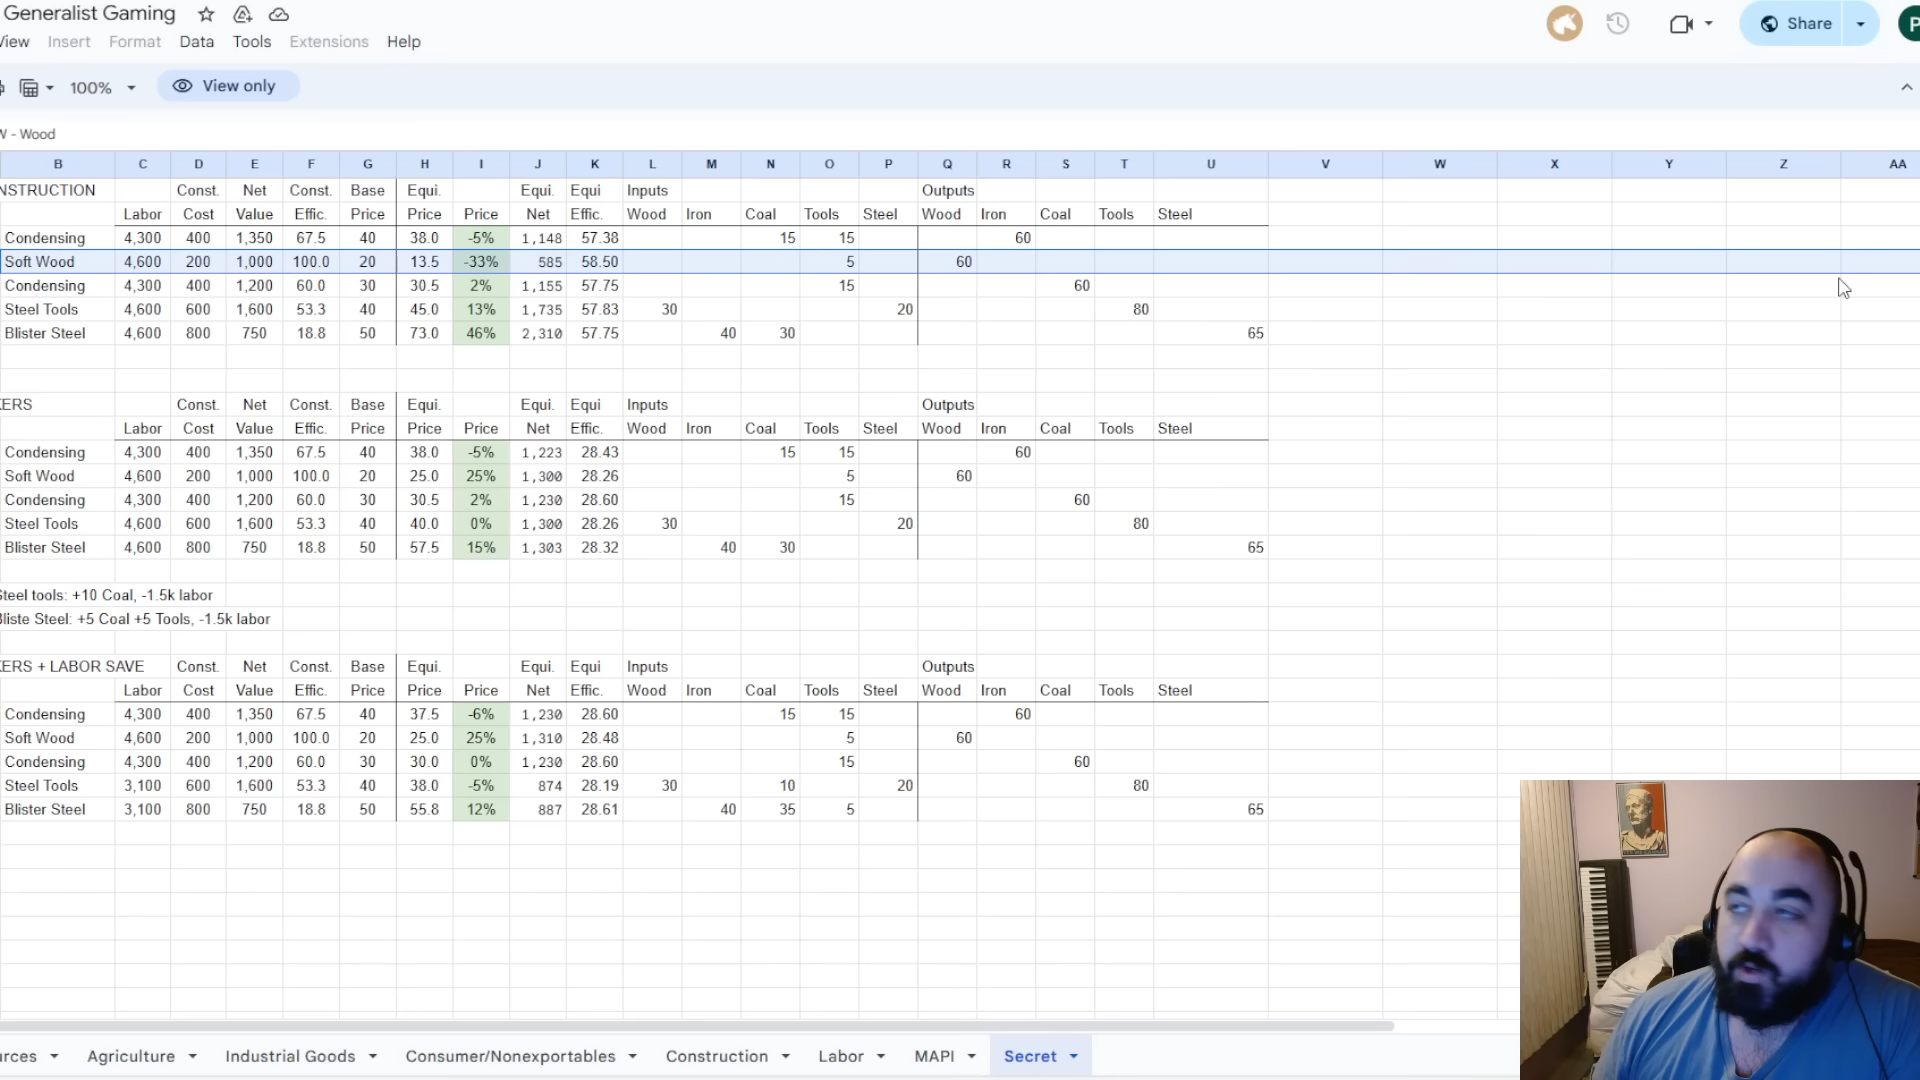 Generalist Gaming
View Insert Format Data Tools Extensions Help
Share
P
100% View only
W - Wood
B C D E F G H I J K L M N O P Q R S T U V W X Y Z AA
NSTRUCTION Const. Net Const. Base Equi. Equi. Equi Inputs Outputs
Labor Cost Value Effic. Price Price Price Net Effic. Wood Iron Coal Tools Steel Wood Iron Coal Tools Steel
Condensing 4,300 400 1,350 67.5 40 38.0 -5% 1,148 57.38 15 15 60
Soft Wood 4,600 200 1,000 100.0 20 13.5 -33% 585 58.50 5 60
Condensing 4,300 400 1,200 60.0 30 30.5 2% 1,155 57.75 15 60
Steel Tools 4,600 600 1,600 53.3 40 45.0 13% 1,735 57.83 30 20 80
Blister Steel 4,600 800 750 18.8 50 73.0 46% 2,310 57.75 40 30 65
KERS Const. Net Const. Base Equi. Equi. Equi Inputs Outputs
Labor Cost Value Effic. Price Price Price Net Effic. Wood Iron Coal Tools Steel Wood Iron Coal Tools Steel
Condensing 4,300 400 1,350 67.5 40 38.0 -5% 1,223 28.43 15 15 60
Soft Wood 4,600 200 1,000 100.0 20 25.0 25% 1,300 28.26 5 60
Condensing 4,300 400 1,200 60.0 30 30.5 2% 1,230 28.60 15 60
Steel Tools 4,600 600 1,600 53.3 40 40.0 0% 1,300 28.26 30 20 80
Blister Steel 4,600 800 750 18.8 50 57.5 15% 1,303 28.32 40 30 65
Steel tools: +10 Coal, -1.5k labor
Bliste Steel: +5 Coal +5 Tools, -1.5k labor
KERS + LABOR SAVE Const. Net Const. Base Equi. Equi. Equi Inputs Outputs
Labor Cost Value Effic. Price Price Price Net Effic. Wood Iron Coal Tools Steel Wood Iron Coal Tools Steel
Condensing 4,300 400 1,350 67.5 40 37.5 -6% 1,230 28.60 15 15 60
Soft Wood 4,600 200 1,000 100.0 20 25.0 25% 1,310 28.48 5 60
Condensing 4,300 400 1,200 60.0 30 30.0 0% 1,230 28.60 15 60
Steel Tools 3,100 600 1,600 53.3 40 38.0 -5% 874 28.19 30 10 20 80
Blister Steel 3,100 800 750 18.8 50 55.8 12% 887 28.61 40 35 5 65
urces Agriculture Industrial Goods Consumer/Nonexportables Construction Labor MAPI Secret